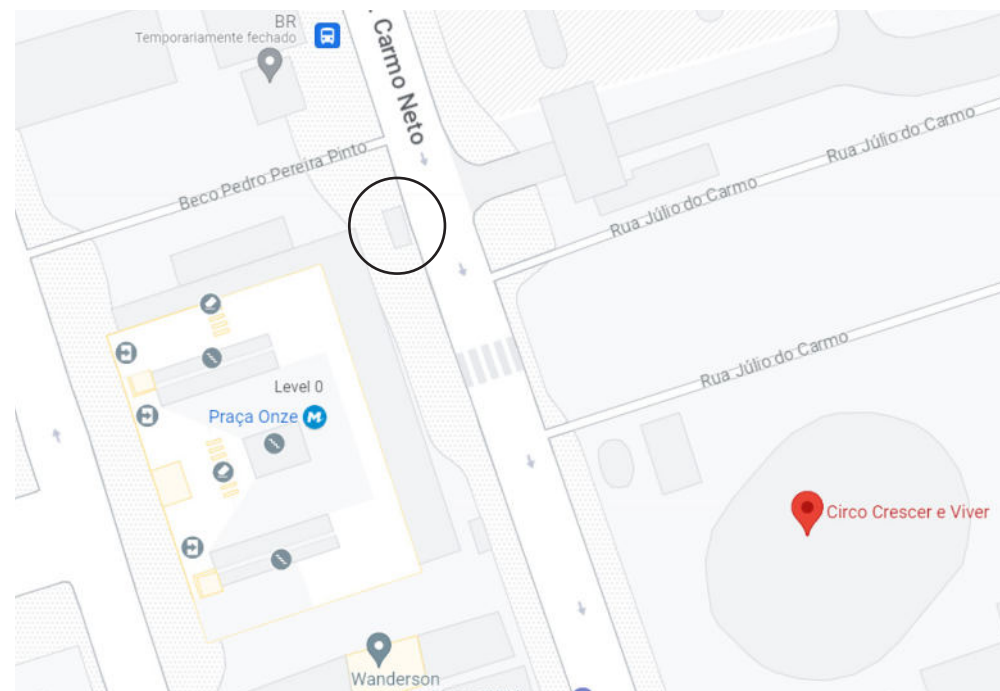 BR
Temporariamente fechado
Carmo Neto
Beco Pedro Pereira Pinto
Rua Júlio do Carmo
Rua Júlio do Carmo
Rua Júlio do Carmo
Level 0
Praça Onze
Circo Crescer e Viver
Wanderson